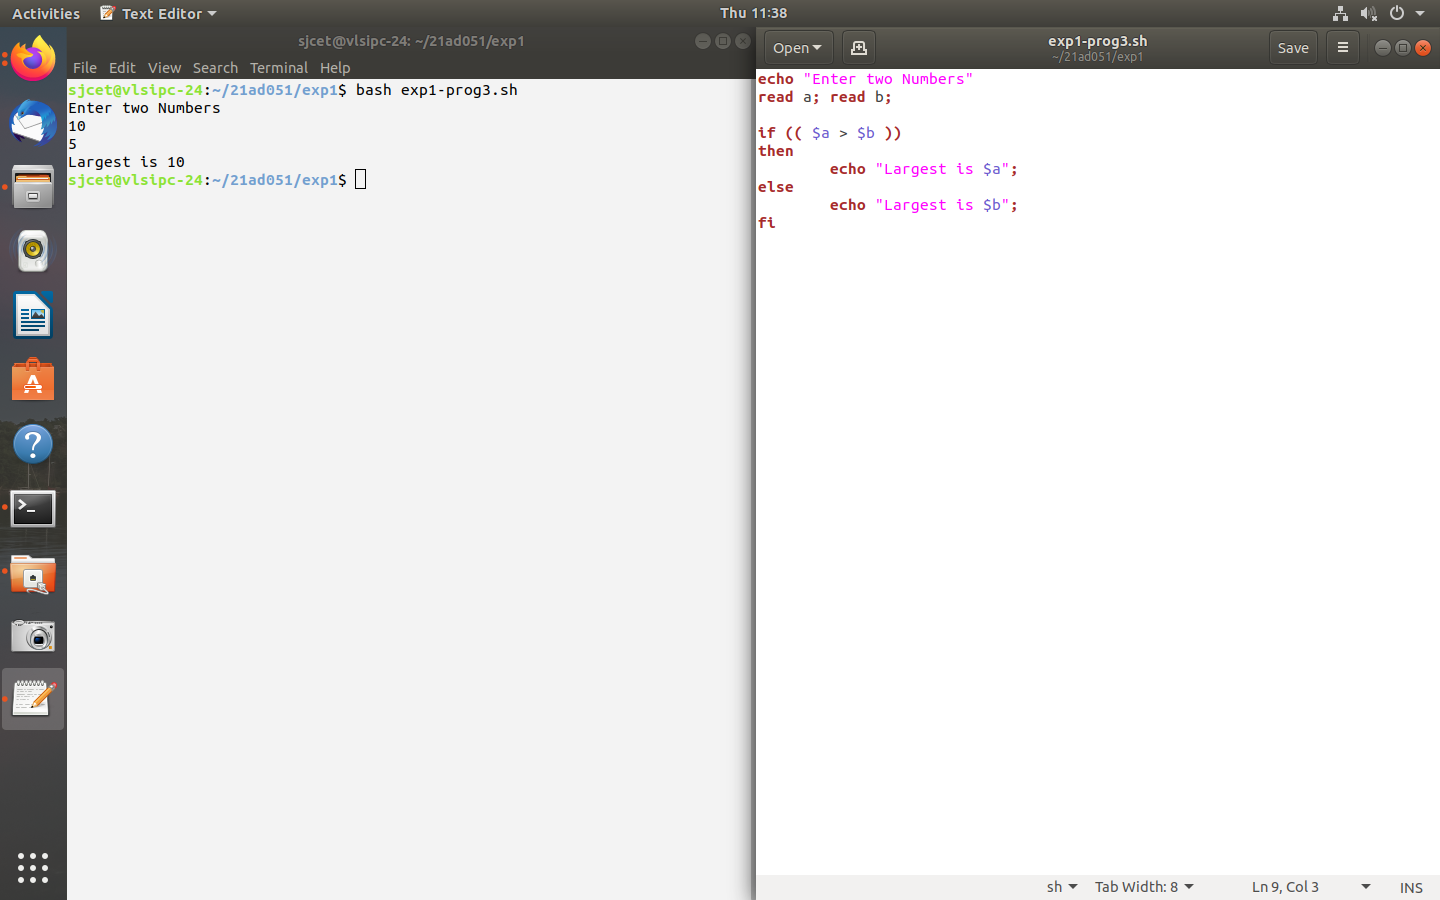 Activities Text Editor Thu 11:38
sjcet@vlsipc-24: ~/21ad051/exp1
File Edit View Search Terminal Help
sjcet@vlsipc-24:~/21ad051/exp1$ bash exp1-prog3.sh
Enter two Numbers
10
5
Largest is 10
sjcet@vlsipc-24:~/21ad051/exp1$
Open exp1-prog3.sh Save
~/21ad051/exp1
echo "Enter two Numbers"
read a; read b;
if (( $a > $b ))
then
echo "Largest is $a";
else
echo "Largest is $b";
fi
sh Tab Width: 8 Ln 9, Col 3 INS